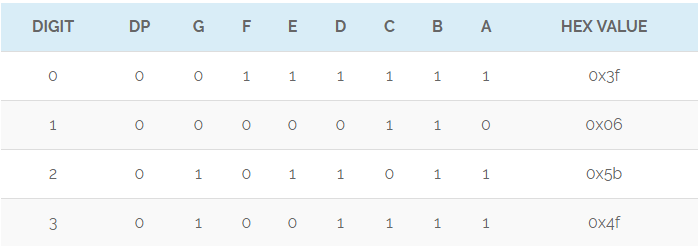 DIGIT DP G F E D C B A HEX VALUE
0 0 0 1 1 1 1 1 1 0x3f
1 0 0 0 0 0 1 1 0 0x06
2 0 1 0 1 1 0 1 1 0x5b
3 0 1 0 0 1 1 1 1 0x4f